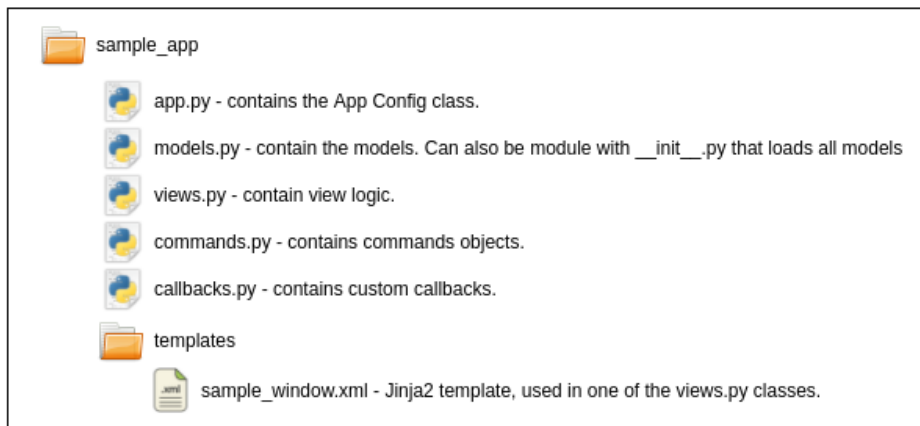 sample_app
app.py - contains the App Config class.
models.py - contain the models. Can also be module with __init__.py that loads all models
views.py - contain view logic.
commands.py - contains commands objects.
callbacks.py - contains custom callbacks.
templates
.xml
sample_window.xml - Jinja2 template, used in one of the views.py classes.